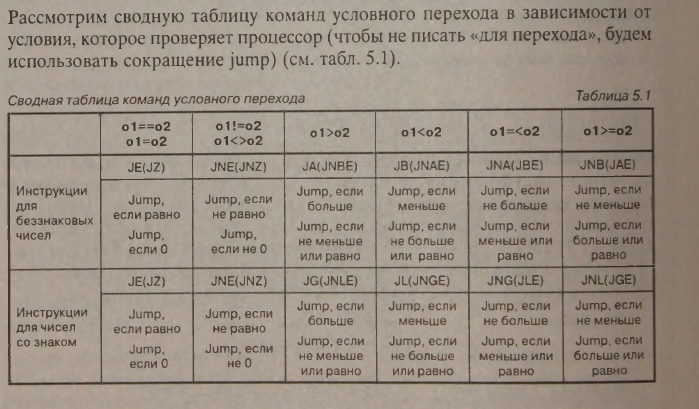 Рассмотрим сводную таблицу команд условного перехода в зависимости от
условия, которое проверяет процессор (чтобы не писать «для перехода», будем
использовать сокращение jump) (см. табл. 5.1).
Сводная таблица команд условного перехода
Таблица 5.1
o1==o2 o1!=o2 o1>o2 o1<o2 o1=<o2 o1>=o2
o1=o2 o1<>o2
JE(JZ) JNE(JNZ) JA(JNBE) JB(JNAE) JNA(JBE) JNB(JAE)
Инструкции
для
беззнаковых
чисел
Jump,
если равно
Jump,
если 0
Jump, если
не равно
Jump,
если не 0
Jump, если
больше
Jump, если
не меньше
или равно
Jump, если
меньше
Jump, если
не больше
или равно
Jump, если
не больше
Jump, если
меньше или
равно
Jump, если
не меньше
Jump, если
больше или
равно
JE(JZ) JNE(JNZ) JG(JNLE) JL(JNGE) JNG(JLE) JNL(JGE)
Инструкции
для чисел
со знаком
Jump,
если равно
Jump,
если 0
Jump, если
не равно
Jump, если
не 0
Jump, если
больше
Jump, если
не меньше
или равно
Jump, если
меньше
Jump, если
не больше
или равно
Jump, если
не больше
Jump, если
меньше или
равно
Jump, если
не меньше
Jump, если
больше или
равно